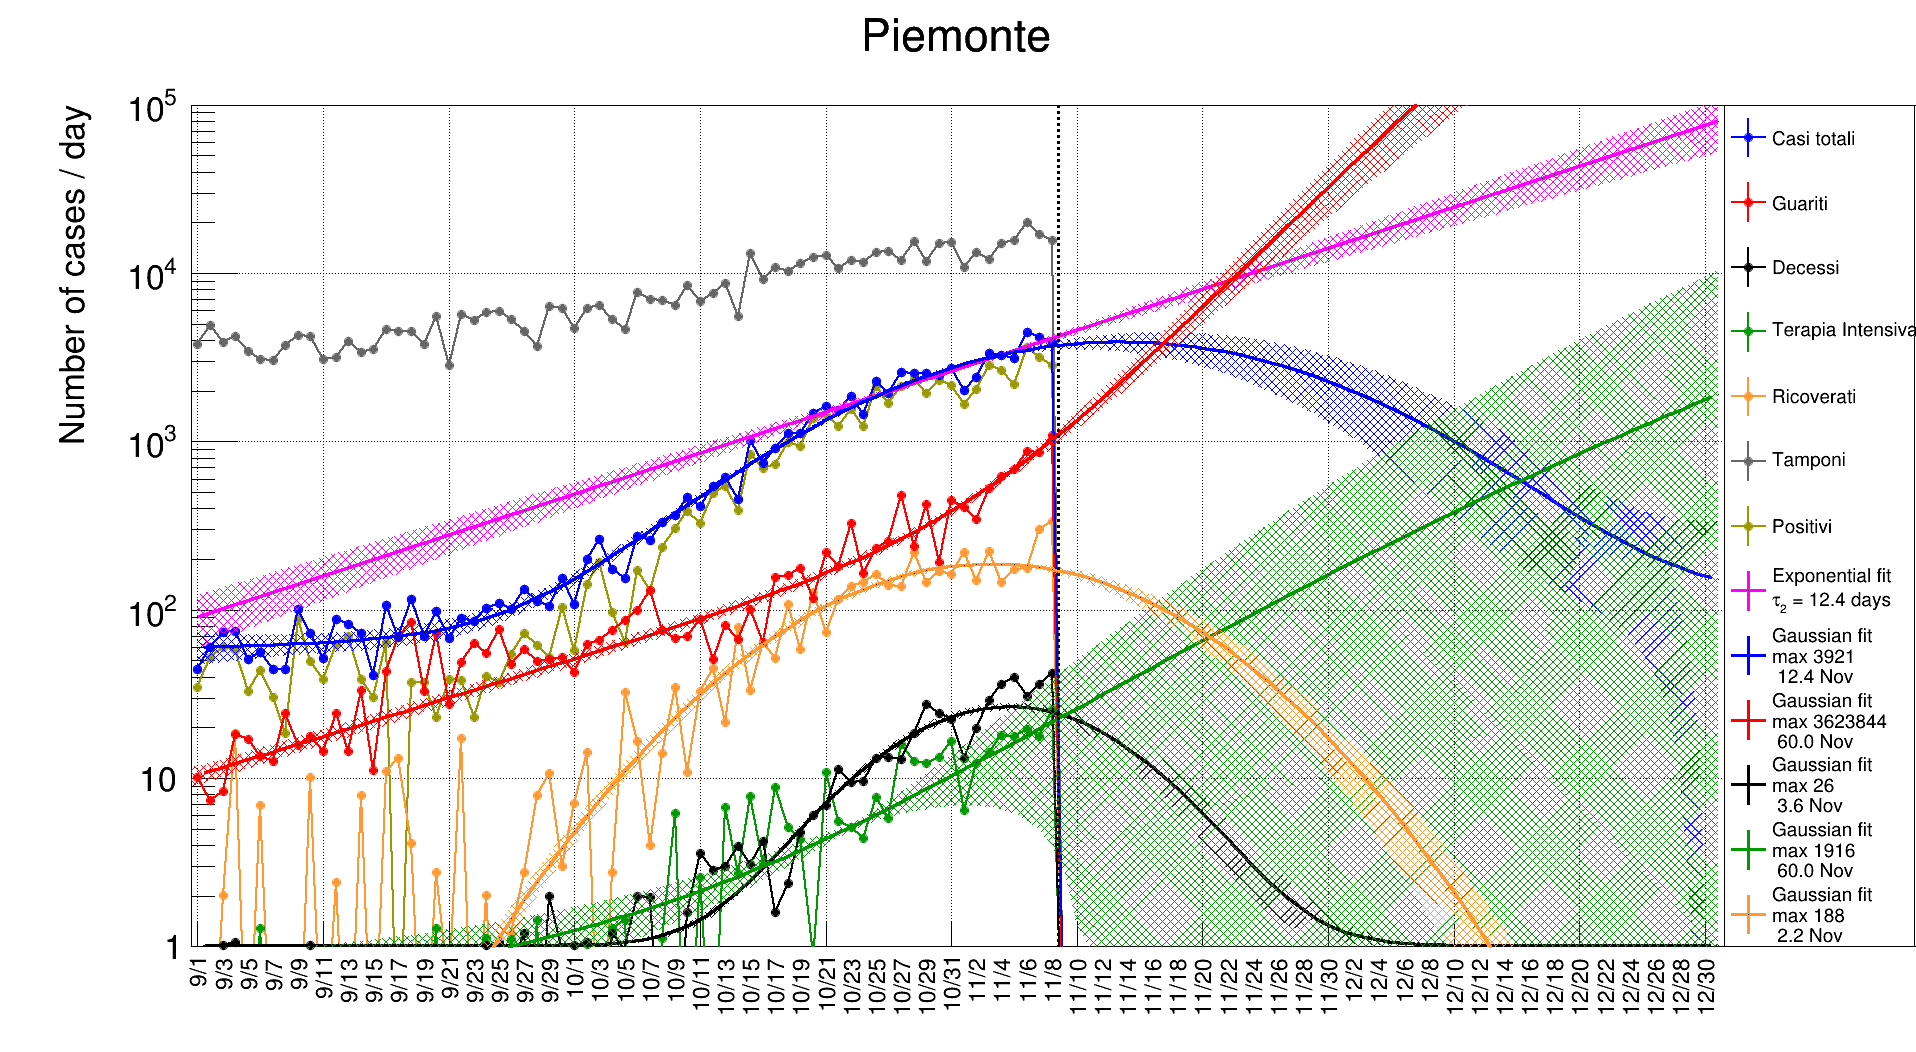 Piemonte
Number of cases / day
10^5
10^4
10^3
10^2
10
1
9/1
9/3
9/5
9/7
9/9
9/11
9/13
9/15
9/17
9/19
9/21
9/23
9/25
9/27
9/29
10/1
10/3
10/5
10/7
10/9
10/11
10/13
10/15
10/17
10/19
10/21
10/23
10/25
10/27
10/29
10/31
11/2
11/4
11/6
11/8
11/10
11/12
11/14
11/16
11/18
11/20
11/22
11/24
11/26
11/28
11/30
12/2
12/4
12/6
12/8
12/10
12/12
12/14
12/16
12/18
12/20
12/22
12/24
12/26
12/28
12/30
Casi totali
Guariti
Decessi
Terapia Intensiva
Ricoverati
Tamponi
Positivi
Exponential fit
τ2 = 12.4 days
Gaussian fit
max 3921
12.4 Nov
Gaussian fit
max 3623844
60.0 Nov
Gaussian fit
max 26
3.6 Nov
Gaussian fit
max 1916
60.0 Nov
Gaussian fit
max 188
2.2 Nov